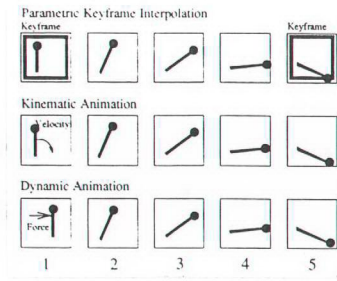 Parametric Keyframe Interpolation
Keyframe Keyframe
Kinematic Animation
Velocity
Dynamic Animation
Force
1 2 3 4 5